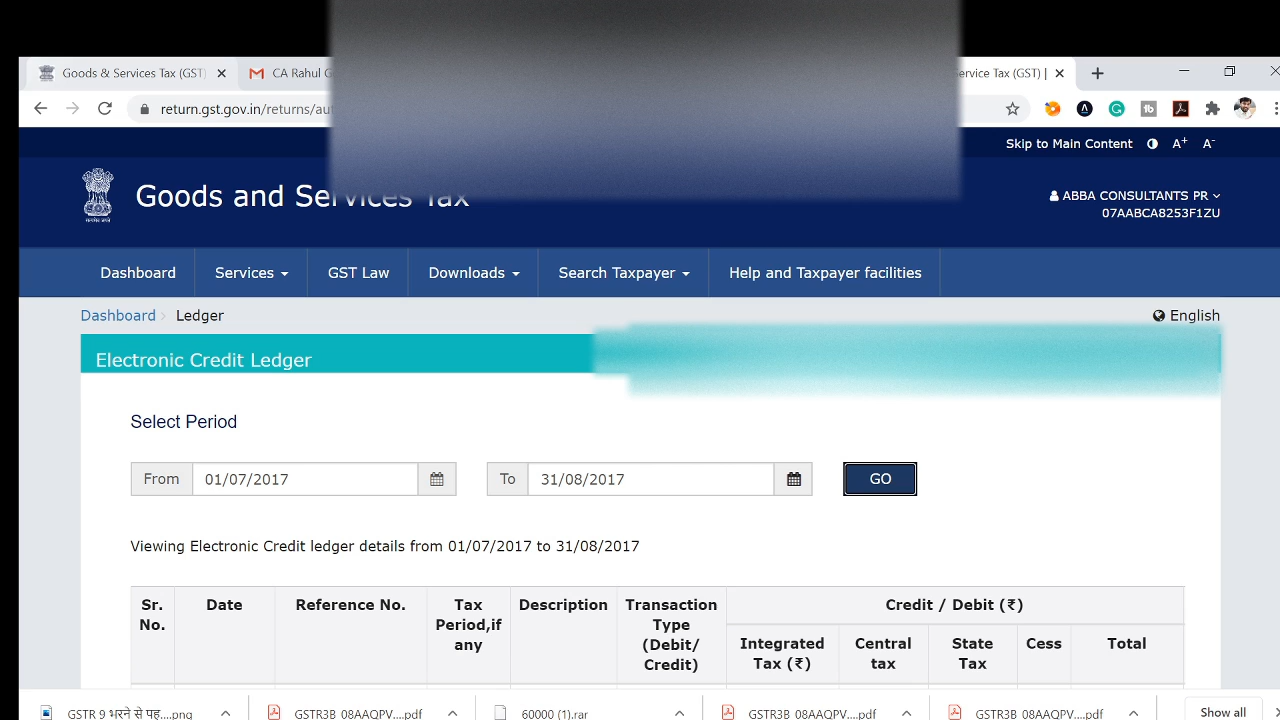 Goods & Services Tax (GST)
CA Rahul G
ervice Tax (GST) |
return.gst.gov.in/returns/aut
Skip to Main Content A+ A-
Goods and Services Tax
ABBA CONSULTANTS PR
07AABCA8253F1ZU
Dashboard Services GST Law Downloads Search Taxpayer Help and Taxpayer facilities
Dashboard > Ledger
English
Electronic Credit Ledger
Select Period
From 01/07/2017 To 31/08/2017 GO
Viewing Electronic Credit ledger details from 01/07/2017 to 31/08/2017
Sr. No. Date Reference No. Tax Period,if any Description Transaction Type (Debit/ Credit) Credit / Debit (₹)
Integrated Tax (₹) Central tax State Tax Cess Total
GSTR 9 भरने से पह....png GSTR3B_08AAQPV....pdf 60000 (1).rar GSTR3B_08AAQPV....pdf GSTR3B_08AAQPV....pdf Show all